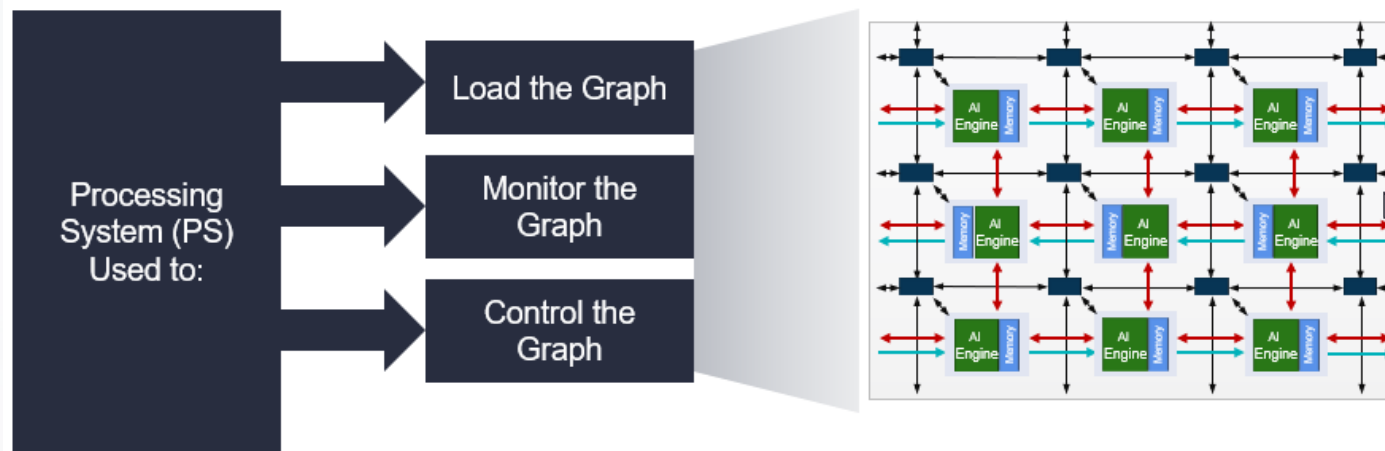 Processing
System (PS)
Used to:
Load the Graph
Monitor the
Graph
Control the
Graph
AI
Engine
Memory
AI
Engine
Memory
AI
Engine
Memory
Memory
AI
Engine
Memory
AI
Engine
Memory
AI
Engine
AI
Engine
Memory
AI
Engine
Memory
AI
Engine
Memory